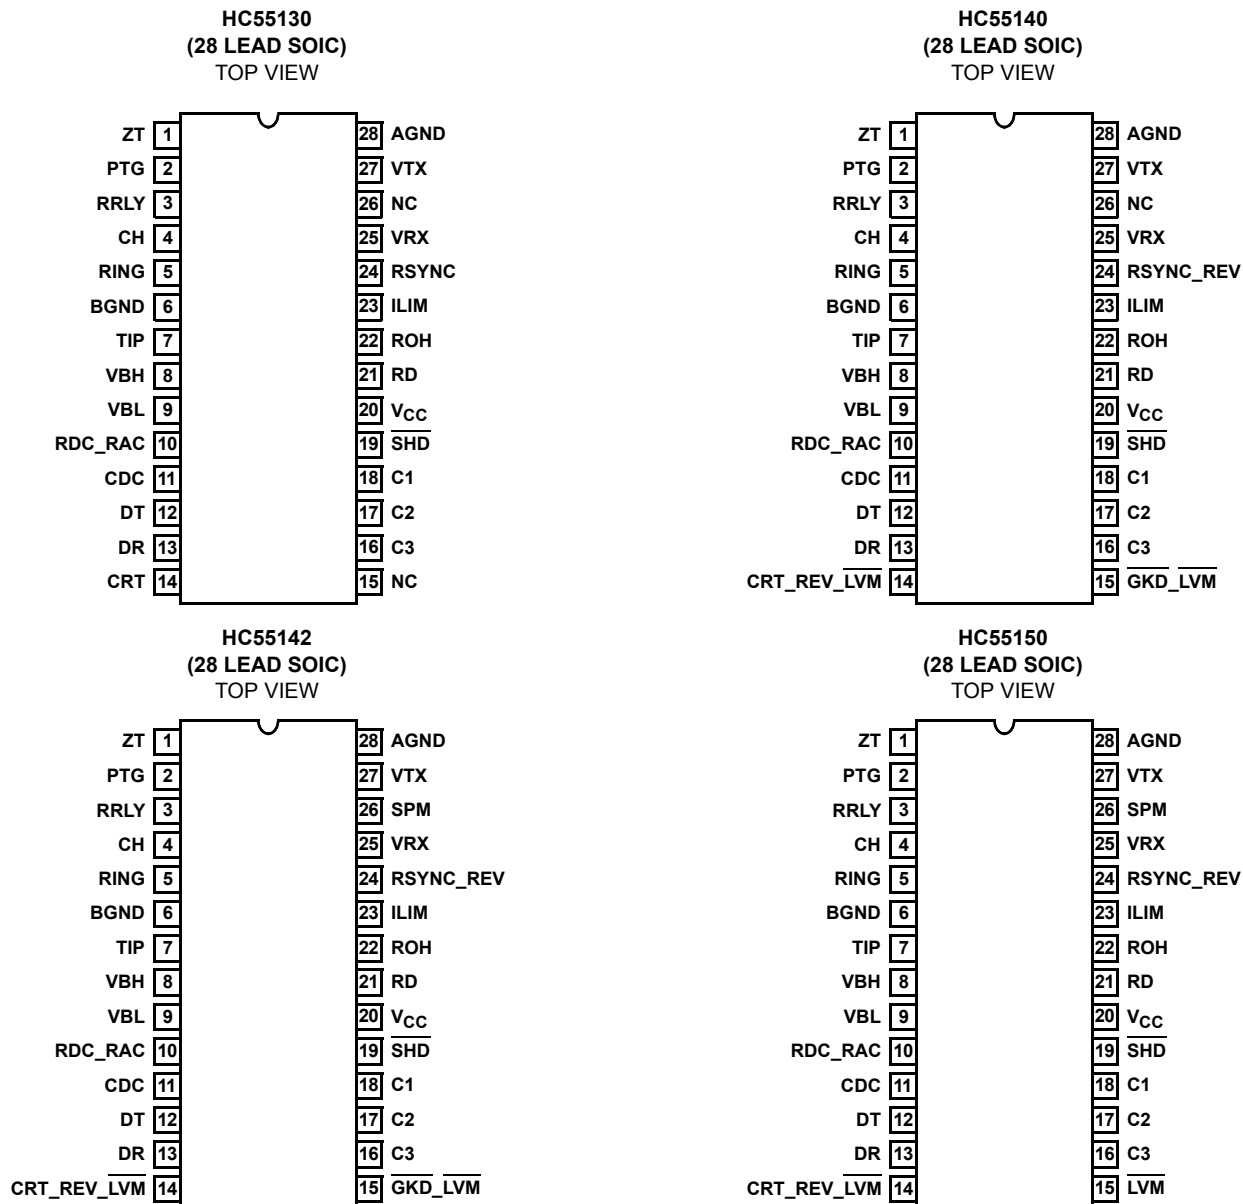 HC55130
(28 LEAD SOIC)
TOP VIEW
ZT 1
PTG 2
RRLY 3
CH 4
RING 5
BGND 6
TIP 7
VBH 8
VBL 9
RDC_RAC 10
CDC 11
DT 12
DR 13
CRT 14
28 AGND
27 VTX
26 NC
25 VRX
24 RSYNC
23 ILIM
22 ROH
21 RD
20 VCC
19 SHD
18 C1
17 C2
16 C3
15 NC
HC55140
(28 LEAD SOIC)
TOP VIEW
ZT 1
PTG 2
RRLY 3
CH 4
RING 5
BGND 6
TIP 7
VBH 8
VBL 9
RDC_RAC 10
CDC 11
DT 12
DR 13
CRT_REV_LVM 14
28 AGND
27 VTX
26 NC
25 VRX
24 RSYNC_REV
23 ILIM
22 ROH
21 RD
20 VCC
19 SHD
18 C1
17 C2
16 C3
15 GKD_LVM
HC55142
(28 LEAD SOIC)
TOP VIEW
ZT 1
PTG 2
RRLY 3
CH 4
RING 5
BGND 6
TIP 7
VBH 8
VBL 9
RDC_RAC 10
CDC 11
DT 12
DR 13
CRT_REV_LVM 14
28 AGND
27 VTX
26 SPM
25 VRX
24 RSYNC_REV
23 ILIM
22 ROH
21 RD
20 VCC
19 SHD
18 C1
17 C2
16 C3
15 GKD_LVM
HC55150
(28 LEAD SOIC)
TOP VIEW
ZT 1
PTG 2
RRLY 3
CH 4
RING 5
BGND 6
TIP 7
VBH 8
VBL 9
RDC_RAC 10
CDC 11
DT 12
DR 13
CRT_REV_LVM 14
28 AGND
27 VTX
26 SPM
25 VRX
24 RSYNC_REV
23 ILIM
22 ROH
21 RD
20 VCC
19 SHD
18 C1
17 C2
16 C3
15 LVM